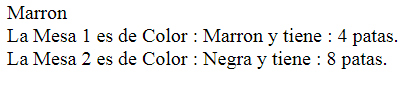 Marron
La Mesa 1 es de Color : Marron y tiene : 4 patas.
La Mesa 2 es de Color : Negra y tiene : 8 patas.